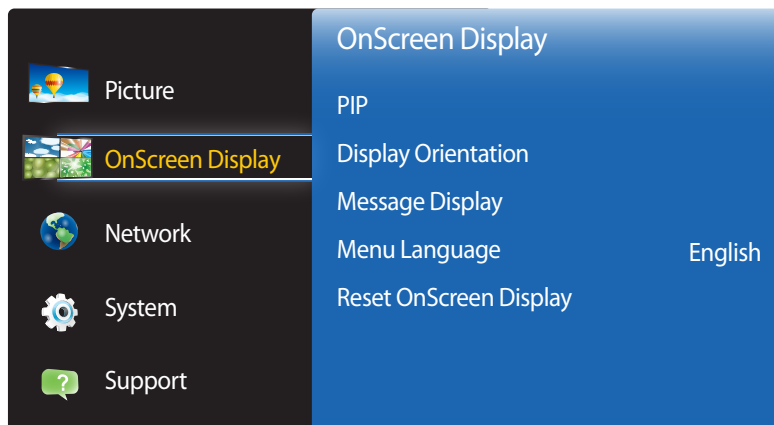 Picture
OnScreen Display
Network
System
Support
OnScreen Display
PIP
Display Orientation
Message Display
Menu Language English
Reset OnScreen Display
?